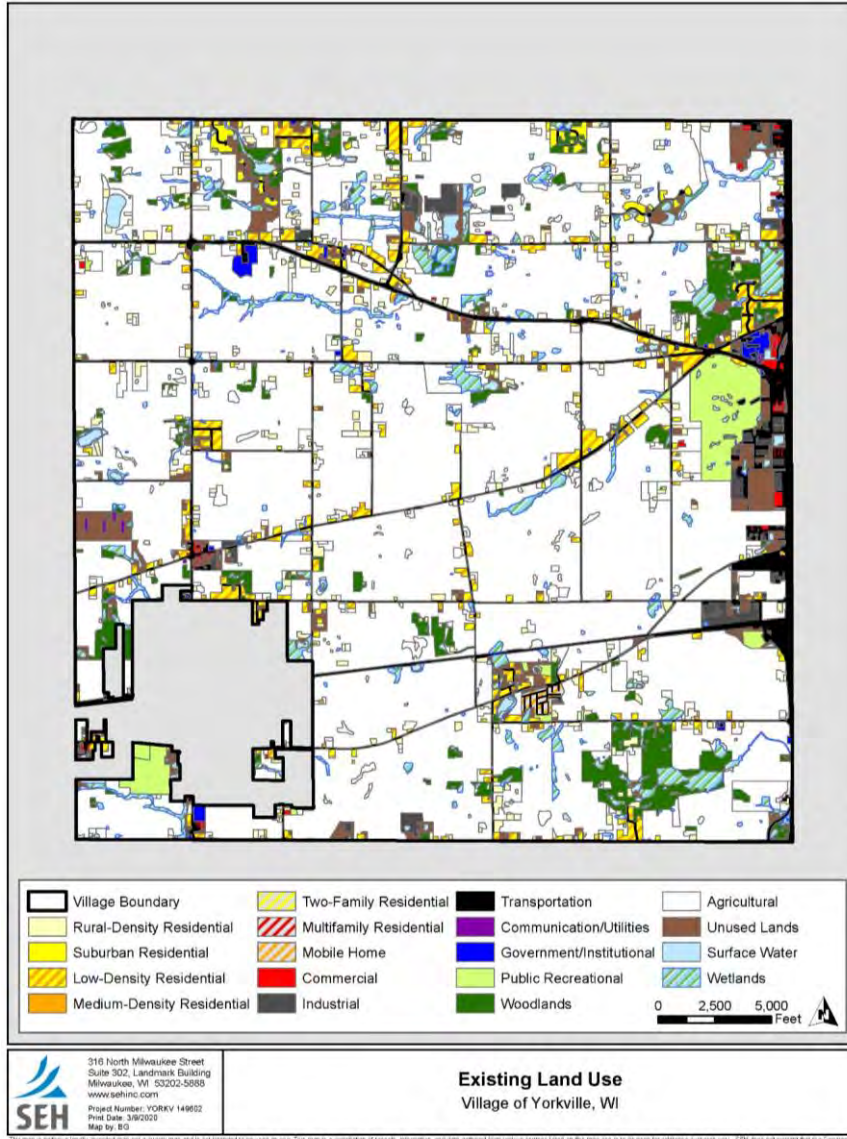 Village Boundary
Rural-Density Residential
Suburban Residential
Low-Density Residential
Medium-Density Residential
Two-Family Residential
Multifamily Residential
Mobile Home
Commercial
Industrial
Transportation
Communication/Utilities
Government/Institutional
Public Recreational
Woodlands
Agricultural
Unused Lands
Surface Water
Wetlands
0 2,500 5,000
Feet
N
SEH
316 North Milwaukee Street
Suite 302, Landmark Building
Milwaukee, WI 53202-5888
www.sehinc.com
Project Number: YORKV 149602
Print Date: 3/9/2020
Map by: BG
Existing Land Use
Village of Yorkville, WI